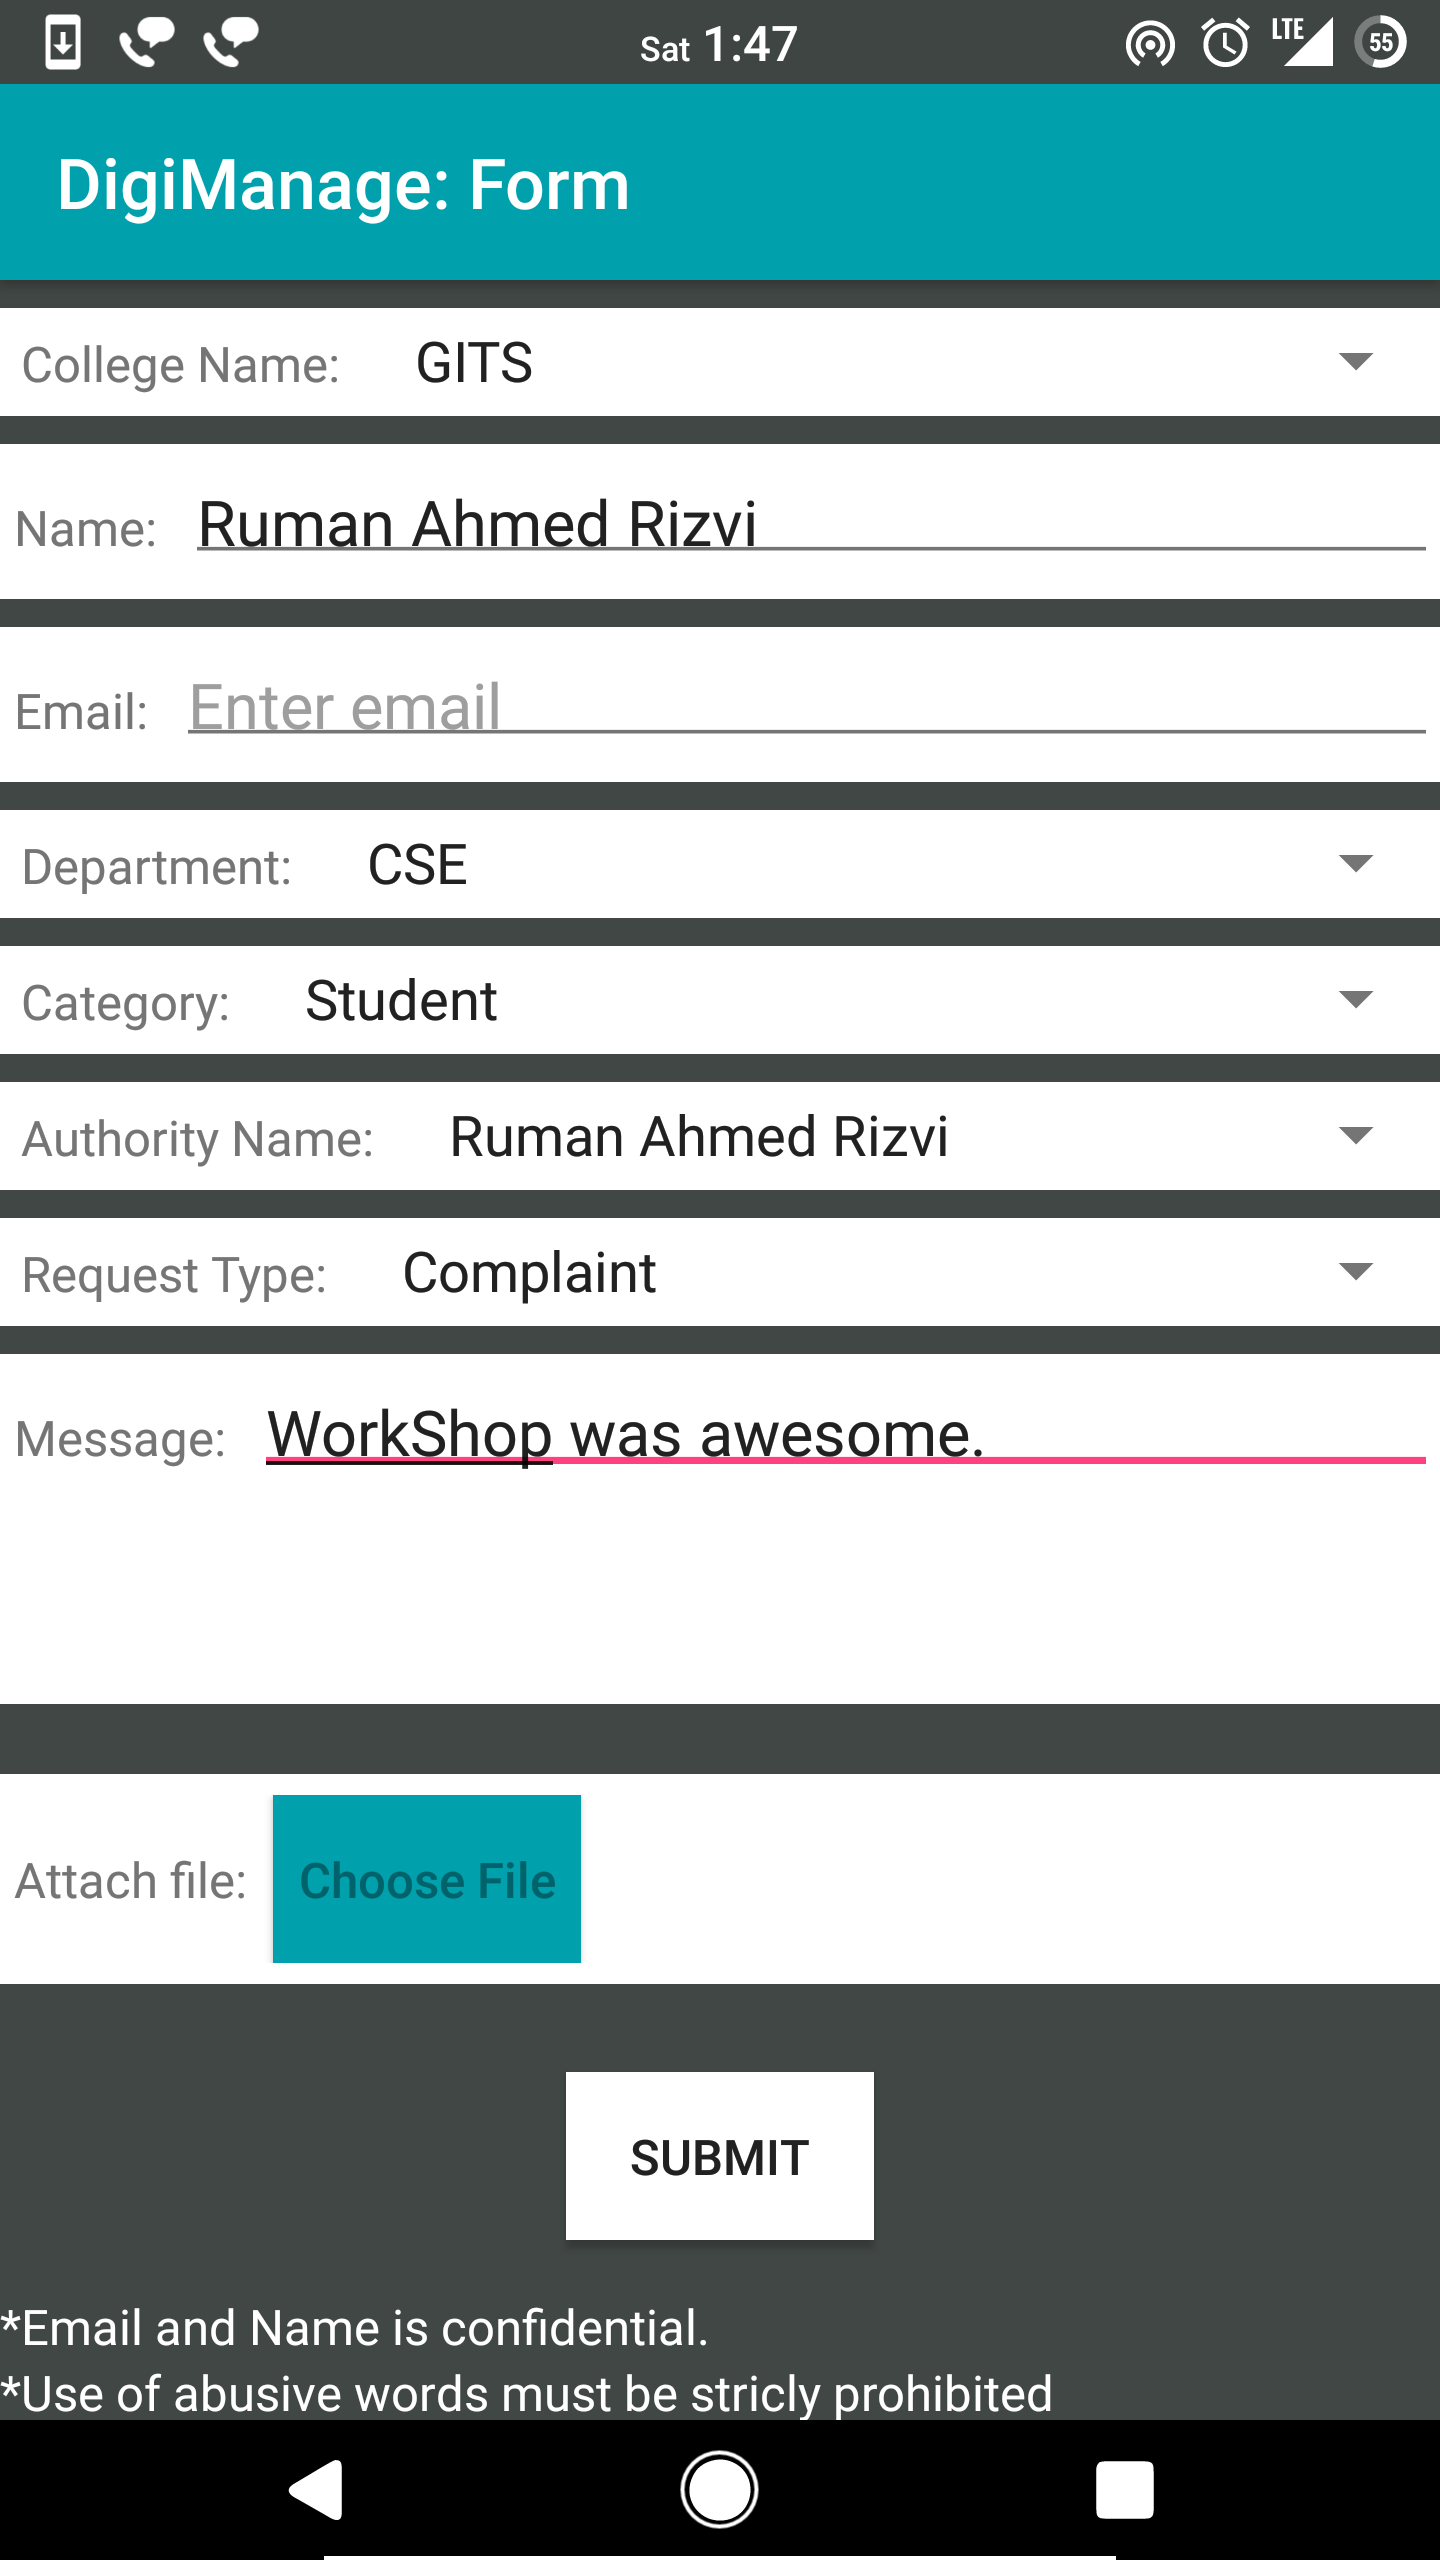 Sat 1:47 LTE 55
DigiManage: Form
College Name: GITS
Name: Ruman Ahmed Rizvi
Email: Enter email
Department: CSE
Category: Student
Authority Name: Ruman Ahmed Rizvi
Request Type: Complaint
Message: WorkShop was awesome.
Attach file: Choose File
SUBMIT
*Email and Name is confidential.
*Use of abusive words must be stricly prohibited